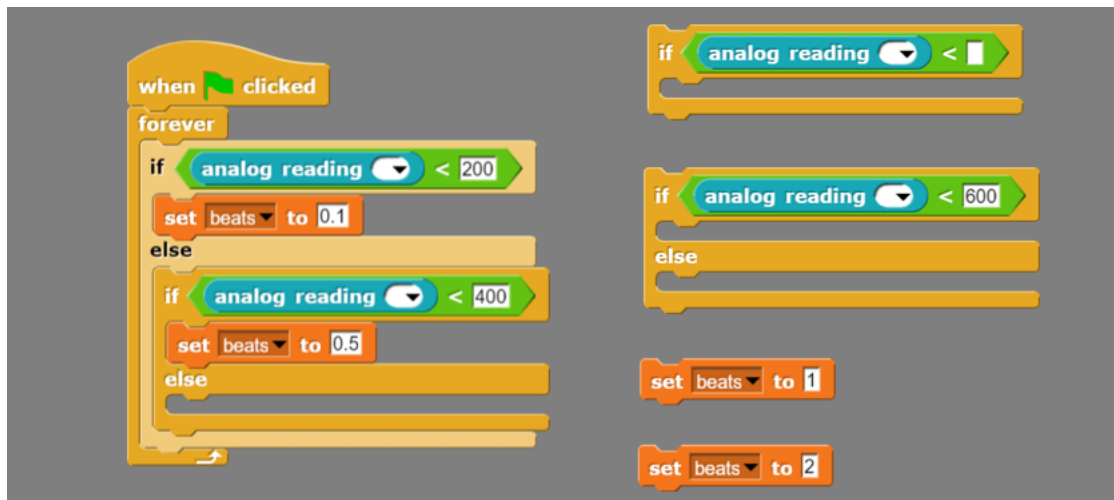 when clicked
forever
if analog reading < 200
set beats to 0.1
else
if analog reading < 400
set beats to 0.5
else
if analog reading <
if analog reading < 600
else
set beats to 1
set beats to 2